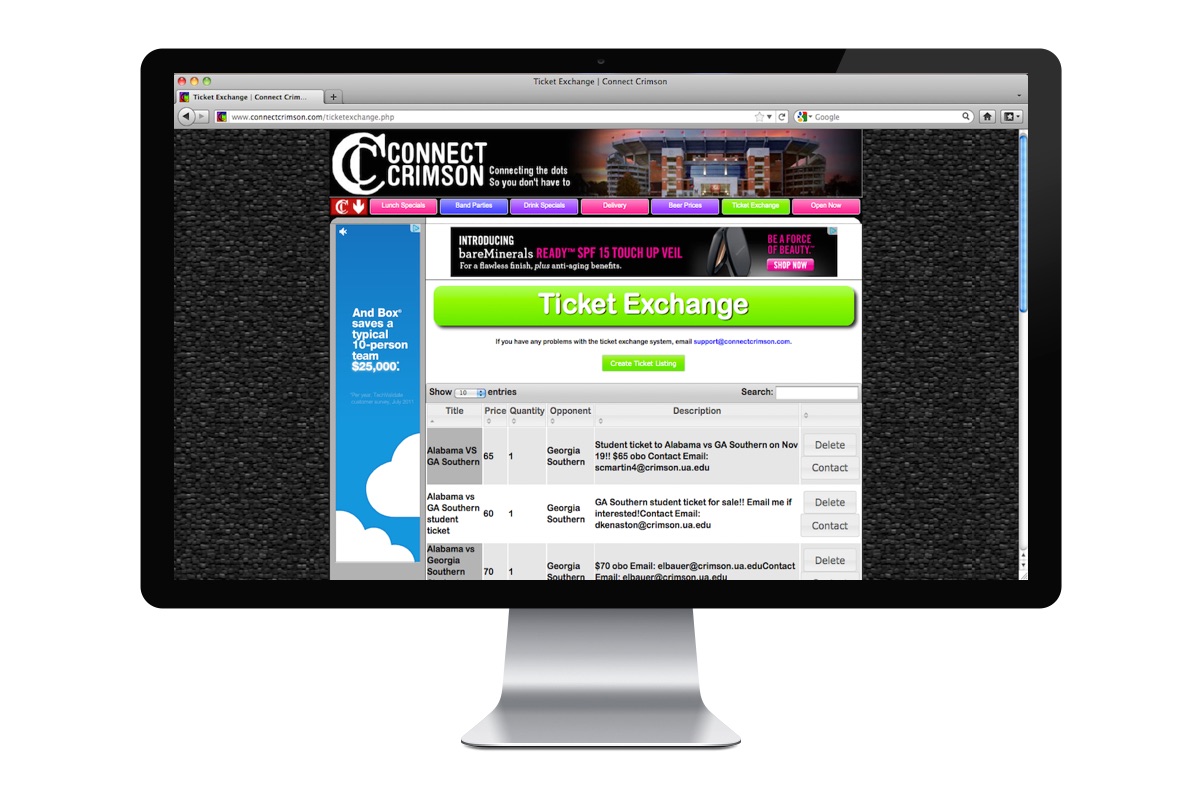 Ticket Exchange | Connect Crimson
Ticket Exchange | Connect Crim...
www.connectcrimson.com/ticketexchange.php
Google
CONNECT
CRIMSON
Connecting the dots
So you don't have to
Lunch Specials
Band Parties
Drink Specials
Delivery
Beer Prices
Ticket Exchange
Open Now
And Box®
saves a
typical
10-person
team
$25,000.*
INTRODUCING
bareMinerals READY™ SPF 15 TOUCH UP VEIL
For a flawless finish, plus anti-aging benefits.
BE A FORCE
OF BEAUTY.™
SHOP NOW
Ticket Exchange
If you have any problems with the ticket exchange system, email support@connectcrimson.com.
Create Ticket Listing
Show 10 entries
Search:
Title Price Quantity Opponent Description
Alabama VS
GA Southern
65
1
Georgia
Southern
Student ticket to Alabama vs GA Southern on Nov
19!! $65 obo Contact Email:
scmartin4@crimson.ua.edu
Delete
Contact
Alabama vs
GA Southern
student
ticket
60
1
Georgia
Southern
GA Southern student ticket for sale!! Email me if
interested!Contact Email:
dkenaston@crimson.ua.edu
Delete
Contact
Alabama vs
Georgia
Southern
70
1
Georgia
Southern
$70 obo Email: elbauer@crimson.ua.eduContact
Email: elbauer@crimson.ua.edu
Delete